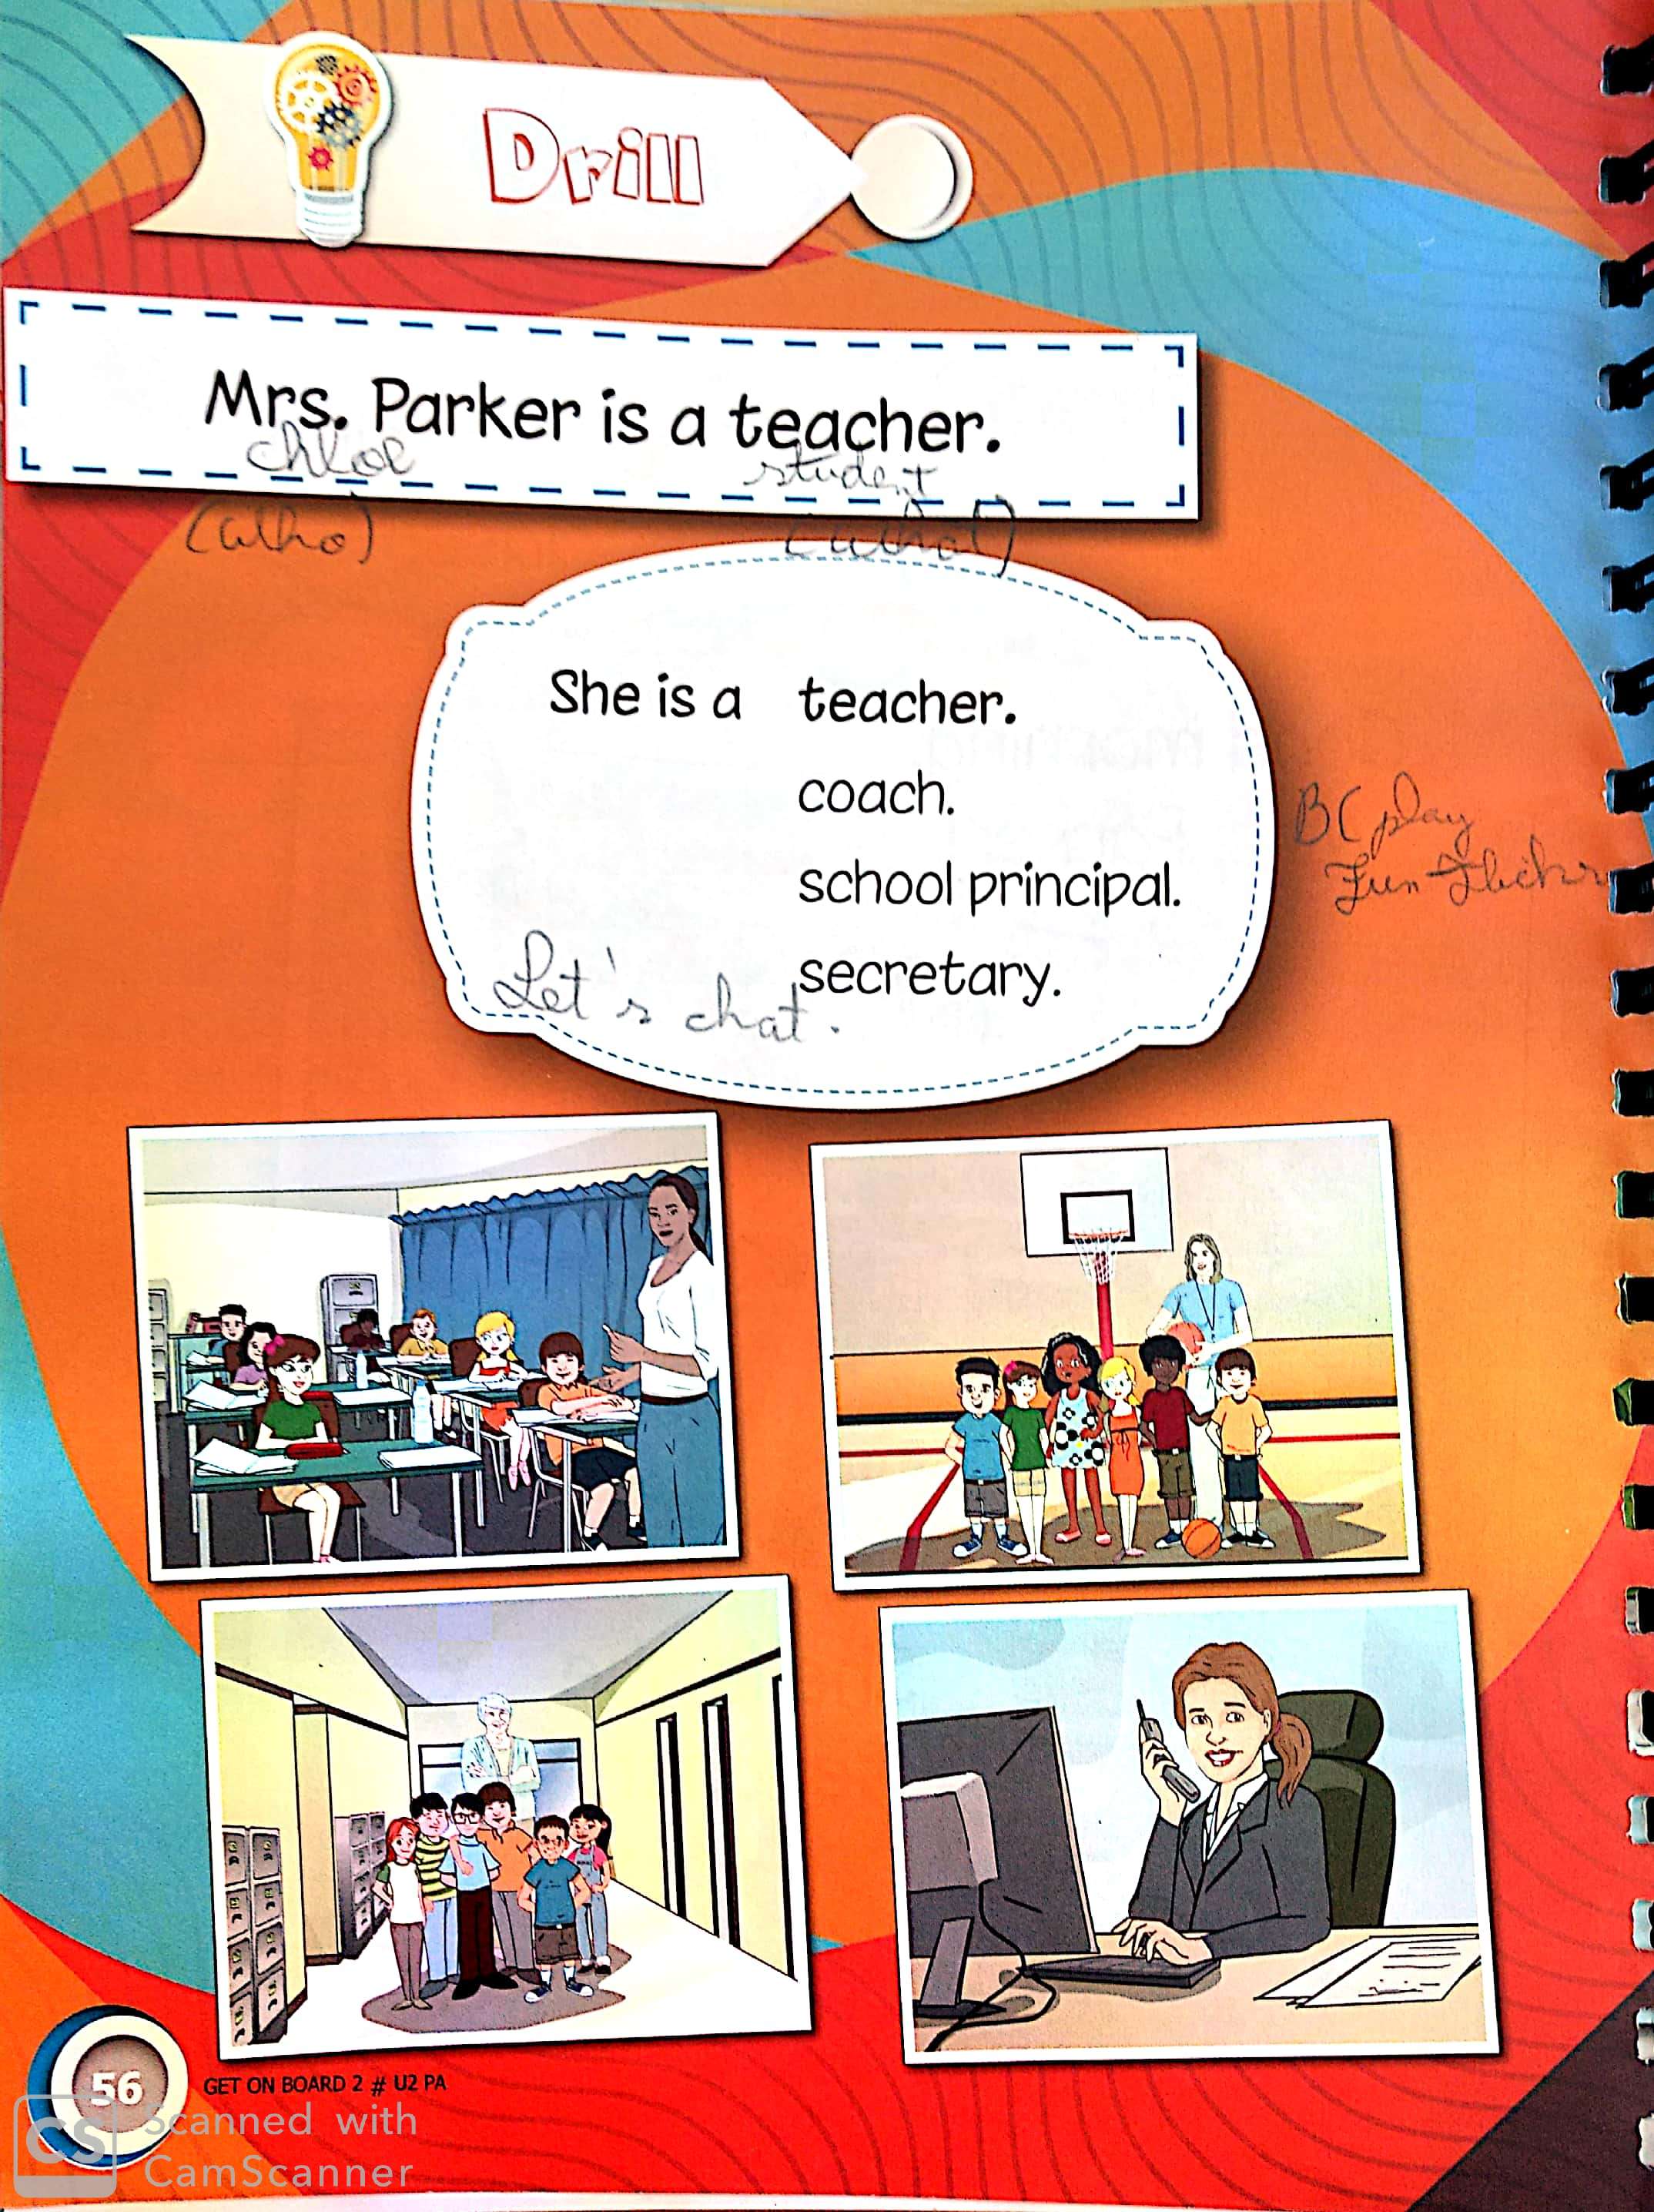 Drill
Mrs. Parker is a teacher.
chloe student
(who) (what)
She is a teacher.
coach.
B( play
school principal.
Fun Flicks
secretary.
Let's chat.
56
GET ON BOARD 2 # U2 PA
CS
Scanned with
CamScanner